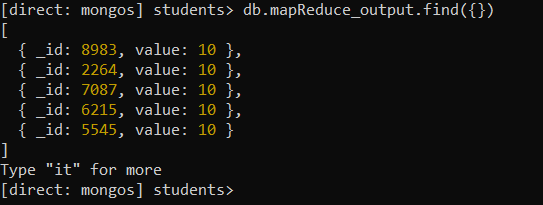 [direct: mongos] students> db.mapReduce_output.find({})
[
  { _id: 8983, value: 10 },
  { _id: 2264, value: 10 },
  { _id: 7087, value: 10 },
  { _id: 6215, value: 10 },
  { _id: 5545, value: 10 }
]
Type "it" for more
[direct: mongos] students>